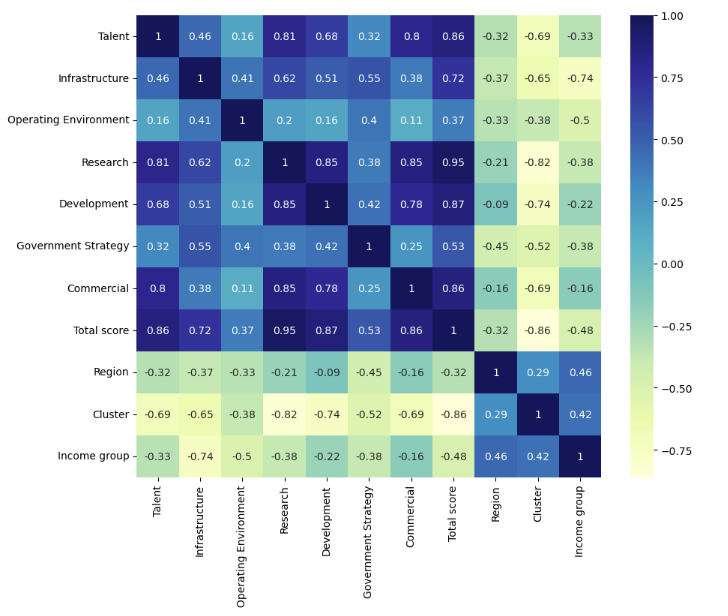 Talent 1 0.46 0.16 0.81 0.68 0.32 0.8 0.86 -0.32 -0.69 -0.33
Infrastructure 0.46 1 0.41 0.62 0.51 0.55 0.38 0.72 -0.37 -0.65 -0.74
Operating Environment 0.16 0.41 1 0.2 0.16 0.4 0.11 0.37 -0.33 -0.38 -0.5
Research 0.81 0.62 0.2 1 0.85 0.38 0.85 0.95 -0.21 -0.82 -0.38
Development 0.68 0.51 0.16 0.85 1 0.42 0.78 0.87 -0.09 -0.74 -0.22
Government Strategy 0.32 0.55 0.4 0.38 0.42 1 0.25 0.53 -0.45 -0.52 -0.38
Commercial 0.8 0.38 0.11 0.85 0.78 0.25 1 0.86 -0.16 -0.69 -0.16
Total score 0.86 0.72 0.37 0.95 0.87 0.53 0.86 1 -0.32 -0.86 -0.48
Region -0.32 -0.37 -0.33 -0.21 -0.09 -0.45 -0.16 -0.32 1 0.29 0.46
Cluster -0.69 -0.65 -0.38 -0.82 -0.74 -0.52 -0.69 -0.86 0.29 1 0.42
Income group -0.33 -0.74 -0.5 -0.38 -0.22 -0.38 -0.16 -0.48 0.46 0.42 1
Talent
Infrastructure
Operating Environment
Research
Development
Government Strategy
Commercial
Total score
Region
Cluster
Income group
1.00
0.75
0.50
0.25
0.00
-0.25
-0.50
-0.75